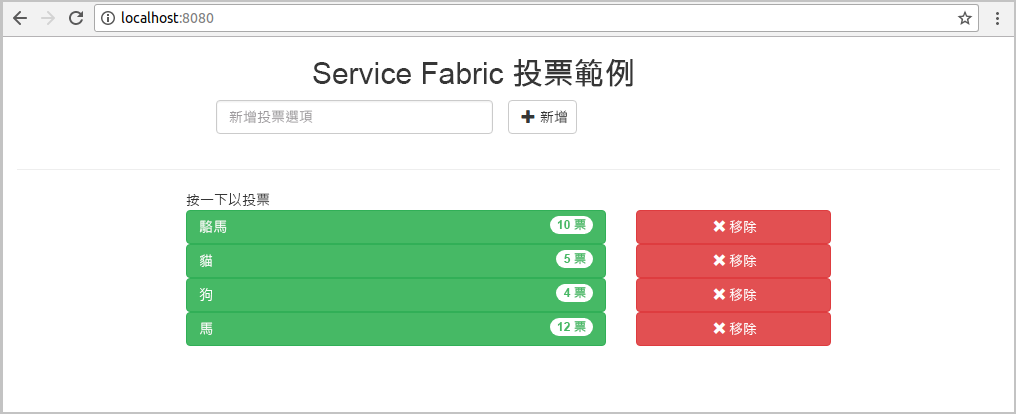 localhost:8080
Service Fabric 投票範例
新增投票選項
新增
按一下以投票
駱馬 10 票 移除
貓 5 票 移除
狗 4 票 移除
馬 12 票 移除